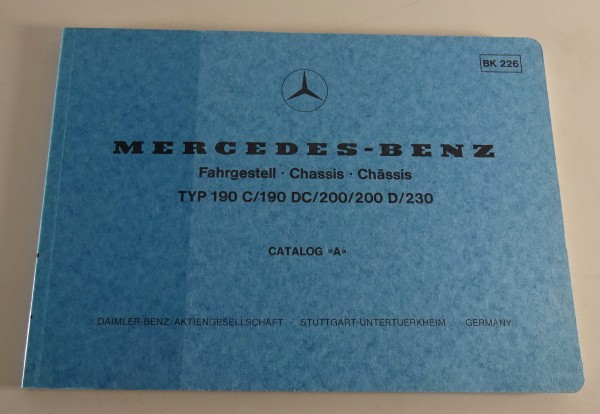 BK 226
MERCEDES-BENZ
Fahrgestell · Chassis · Châssis
TYP 190 C/190 DC/200/200 D/230
CATALOG »A«
DAIMLER-BENZ AKTIENGESELLSCHAFT · STUTTGART-UNTERTUERKHEIM · GERMANY